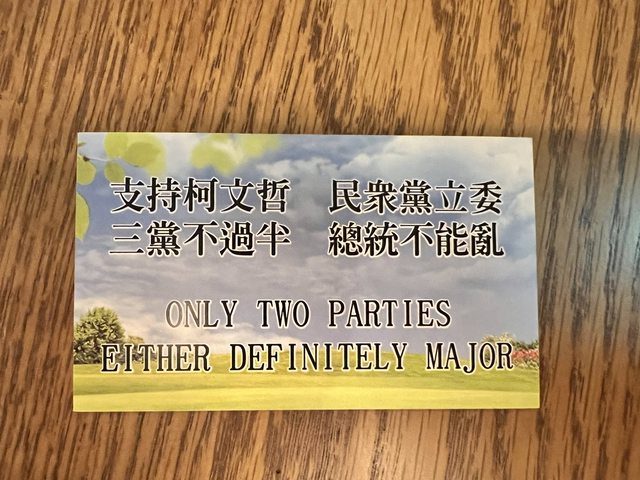 支持柯文哲 民衆黨立委
三黨不過半 總統不能亂
ONLY TWO PARTIES
EITHER DEFINITELY MAJOR